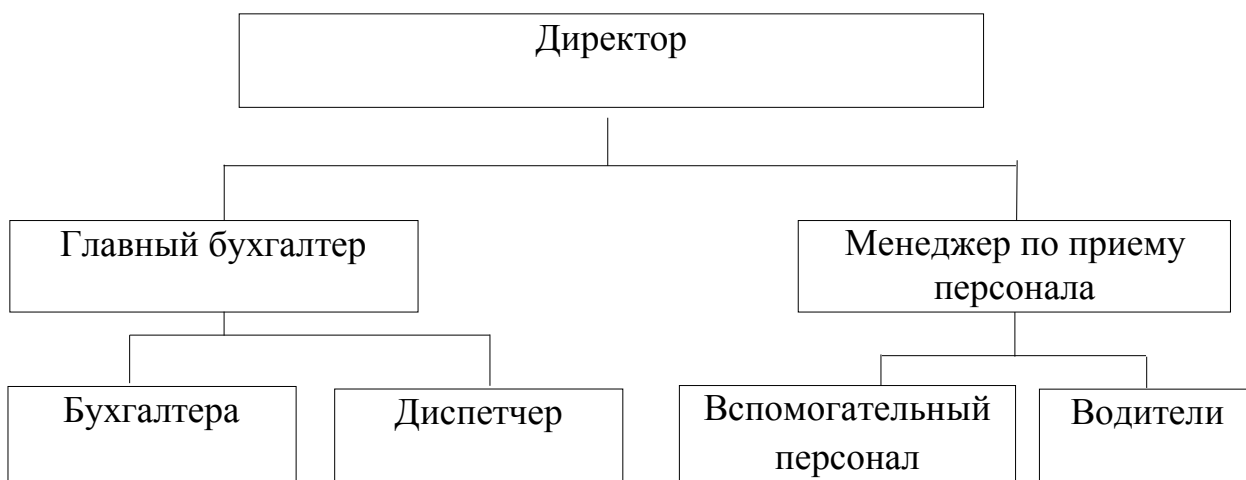 Директор
Главный бухгалтер
Менеджер по приему
персонала
Бухгалтера
Диспетчер
Вспомогательный
персонал
Водители